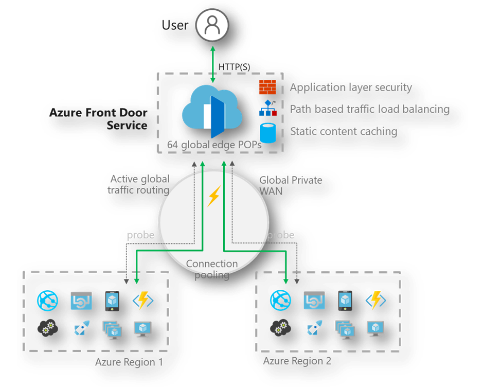 User
HTTP(S)
Application layer security
Azure Front Door
Service
Path based traffic load balancing
Static content caching
64 global edge POPs
Active global
traffic routing
Global Private
WAN
probe
probe
Connection
pooling
Azure Region 1
Azure Region 2